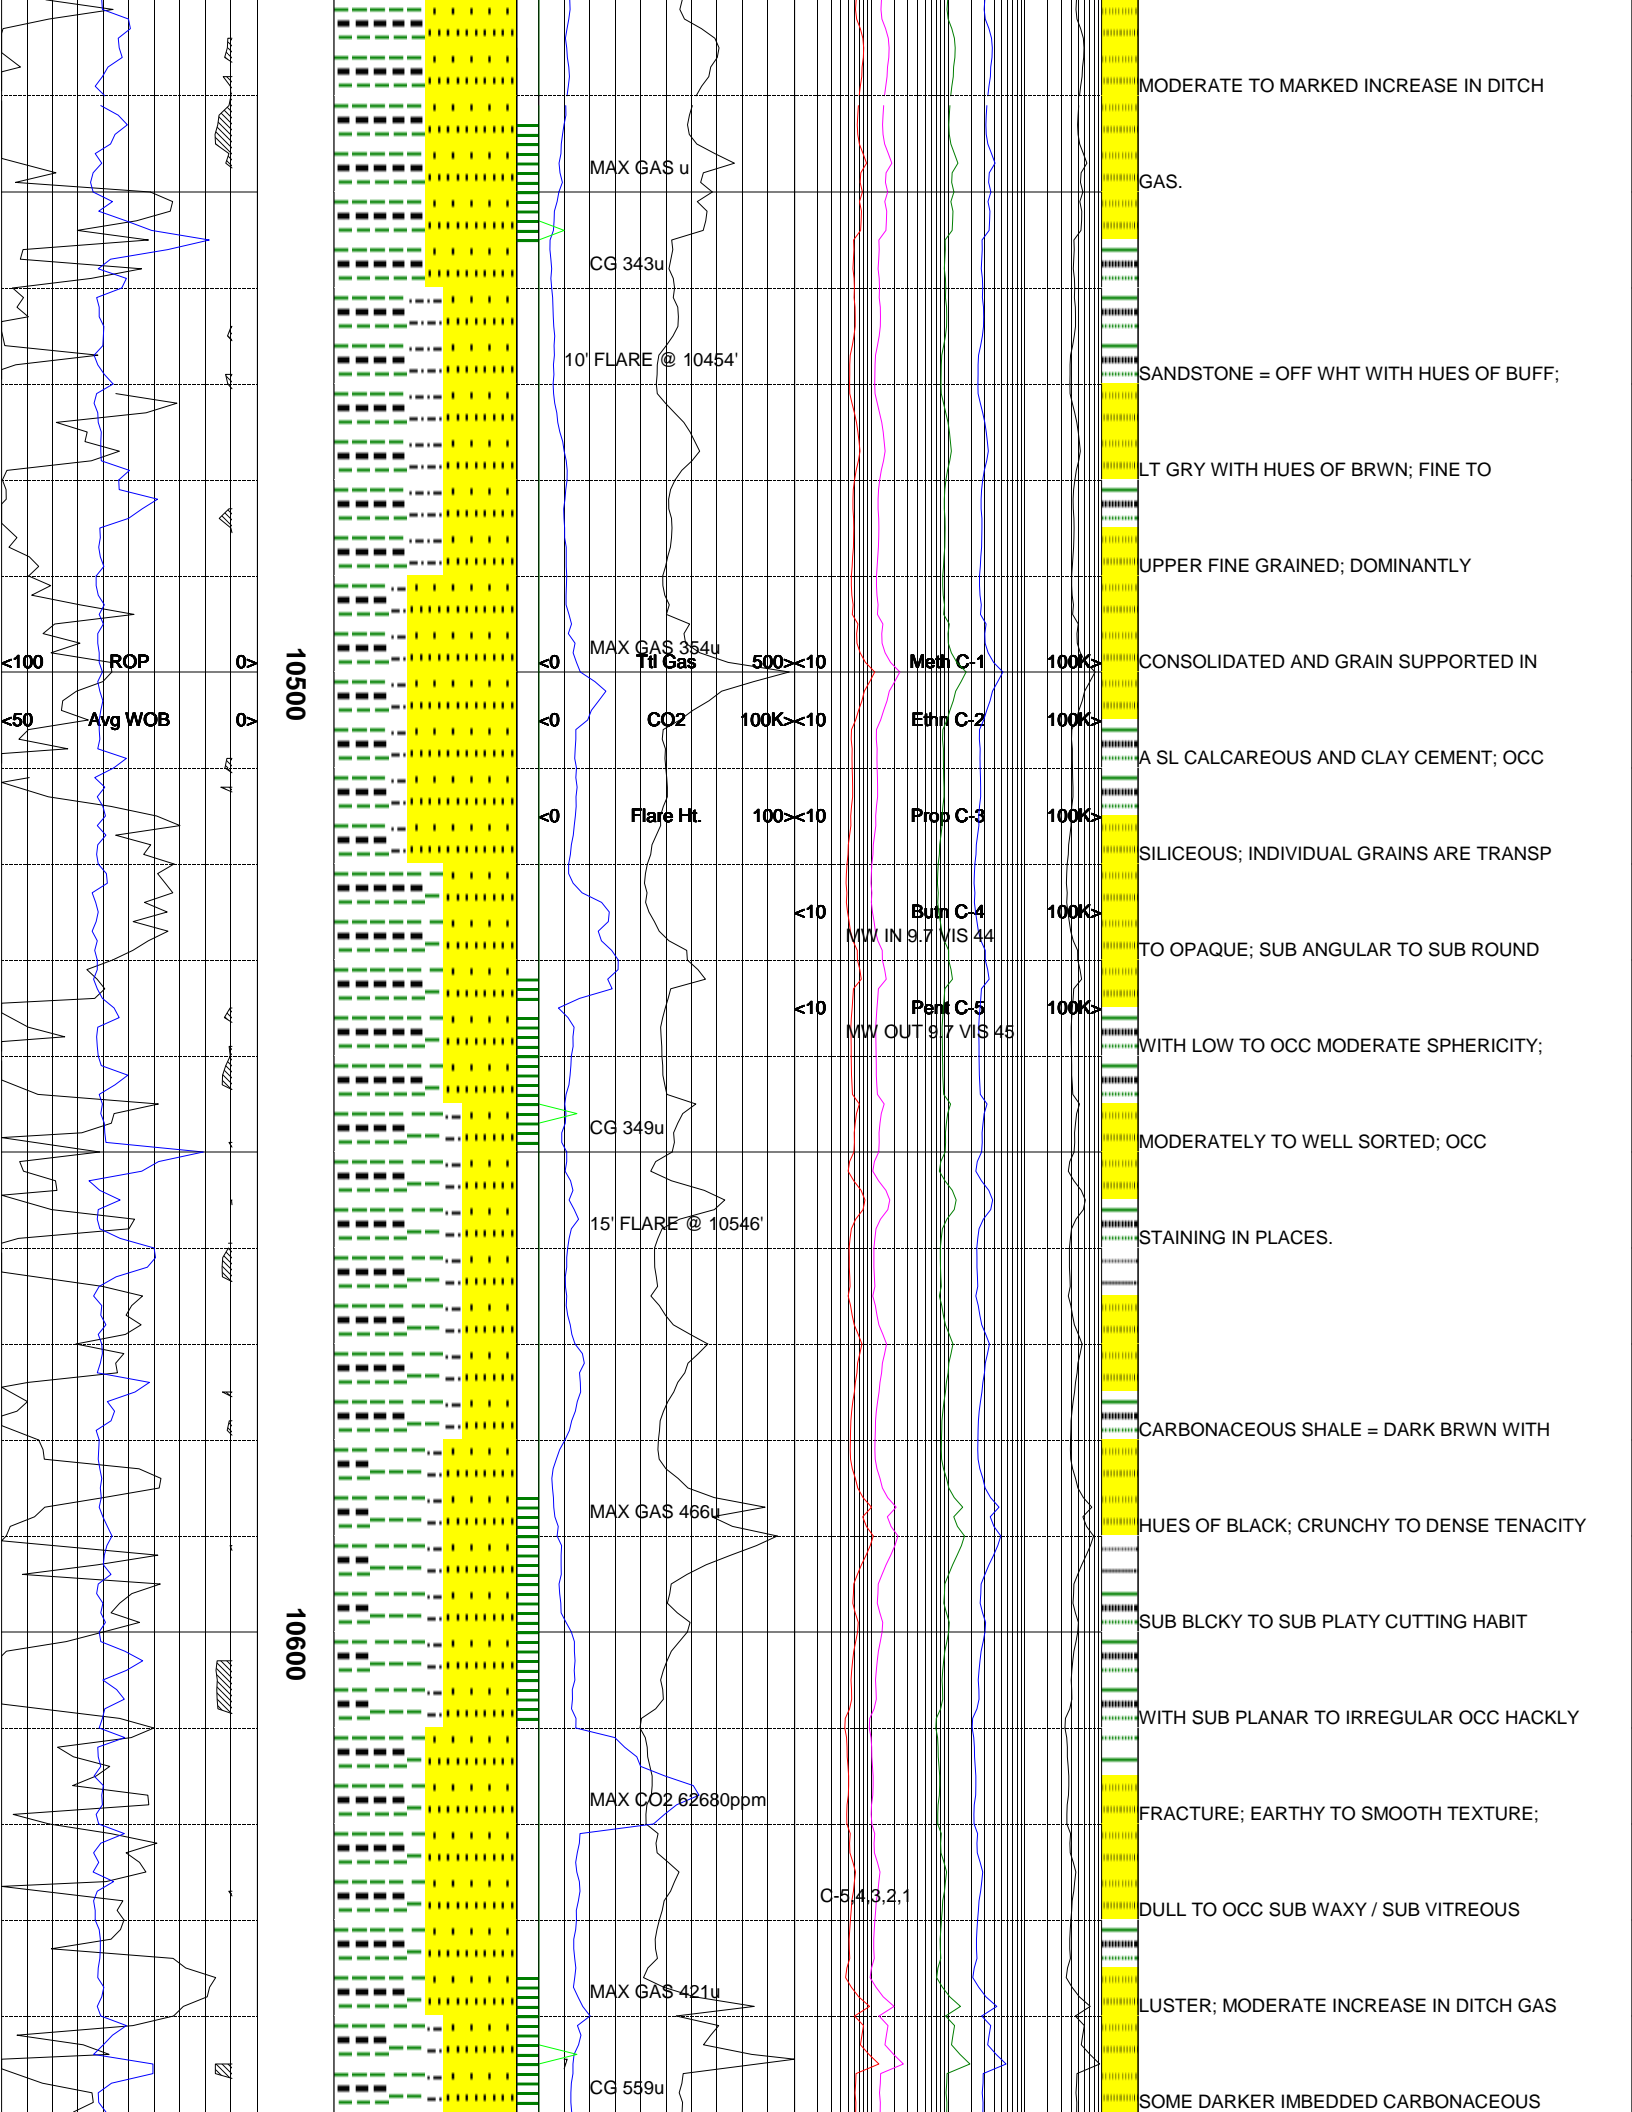 MODERATE TO MARKED INCREASE IN DITCH
MAX GAS u
GAS.
CG 343u
10' FLARE @ 10454'
SANDSTONE = OFF WHT WITH HUES OF BUFF;
LT GRY WITH HUES OF BRWN; FINE TO
UPPER FINE GRAINED; DOMINANTLY
MAX GAS 354u
<100 ROP 0> 10500 <0 Ttl Gas 500> <10 Meth C-1 100K> CONSOLIDATED AND GRAIN SUPPORTED IN
<50 Avg WOB 0> <0 CO2 100K> <10 Ethn C-2 100K>
A SL CALCAREOUS AND CLAY CEMENT; OCC
<0 Flare Ht. 100> <10 Prop C-3 100K>
SILICEOUS; INDIVIDUAL GRAINS ARE TRANSP
<10 Butn C-4 100K>
MW IN 9.7 VIS 44
TO OPAQUE; SUB ANGULAR TO SUB ROUND
<10 Pent C-5 100K>
MW OUT 9.7 VIS 45
WITH LOW TO OCC MODERATE SPHERICITY;
CG 349u
MODERATELY TO WELL SORTED; OCC
15' FLARE @ 10546'
STAINING IN PLACES.
CARBONACEOUS SHALE = DARK BRWN WITH
MAX GAS 466u
HUES OF BLACK; CRUNCHY TO DENSE TENACITY
10600
SUB BLCKY TO SUB PLATY CUTTING HABIT
WITH SUB PLANAR TO IRREGULAR OCC HACKLY
MAX CO2 62680ppm
FRACTURE; EARTHY TO SMOOTH TEXTURE;
C-5,4,3,2,1
DULL TO OCC SUB WAXY / SUB VITREOUS
MAX GAS 421u
LUSTER; MODERATE INCREASE IN DITCH GAS
CG 559u
SOME DARKER IMBEDDED CARBONACEOUS